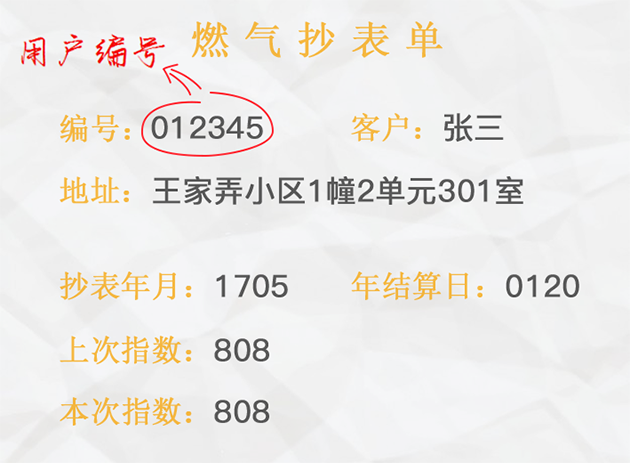 燃气抄表单
用户编号
编号：012345 客户：张三
地址：王家弄小区1幢2单元301室
抄表年月：1705 年结算日：0120
上次指数：808
本次指数：808